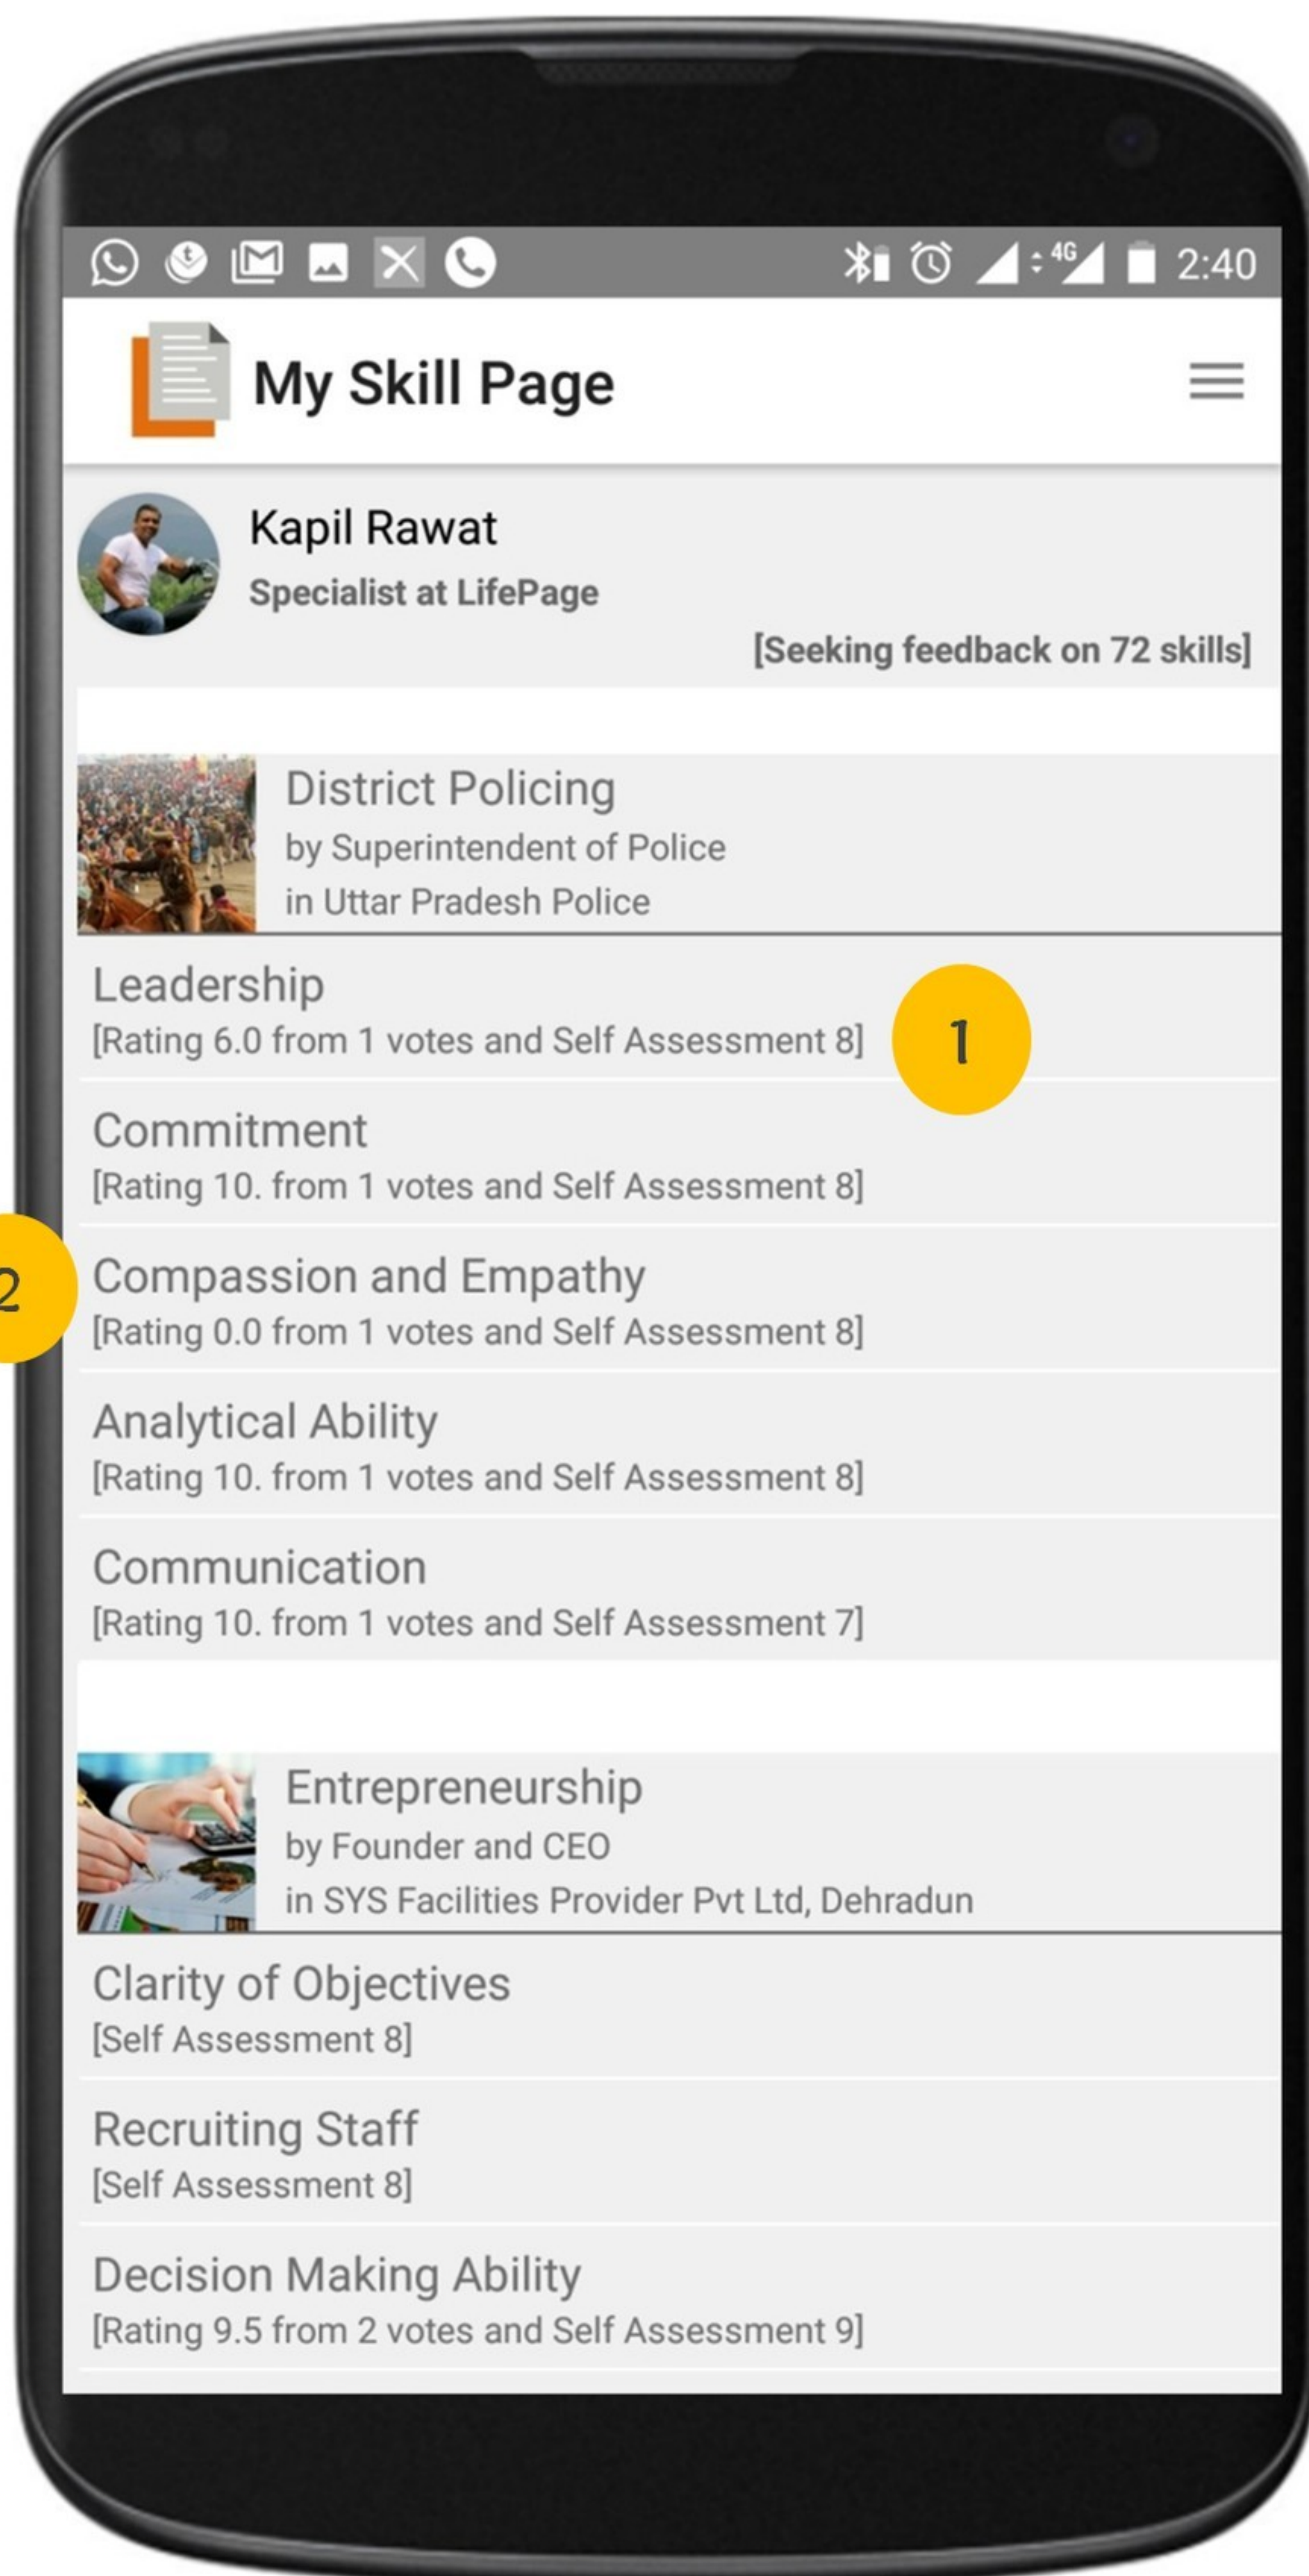 4G 2:40
My Skill Page
Kapil Rawat
Specialist at LifePage
[Seeking feedback on 72 skills]
District Policing
by Superintendent of Police
in Uttar Pradesh Police
Leadership
[Rating 6.0 from 1 votes and Self Assessment 8]
1
Commitment
[Rating 10. from 1 votes and Self Assessment 8]
2
Compassion and Empathy
[Rating 0.0 from 1 votes and Self Assessment 8]
Analytical Ability
[Rating 10. from 1 votes and Self Assessment 8]
Communication
[Rating 10. from 1 votes and Self Assessment 7]
Entrepreneurship
by Founder and CEO
in SYS Facilities Provider Pvt Ltd, Dehradun
Clarity of Objectives
[Self Assessment 8]
Recruiting Staff
[Self Assessment 8]
Decision Making Ability
[Rating 9.5 from 2 votes and Self Assessment 9]